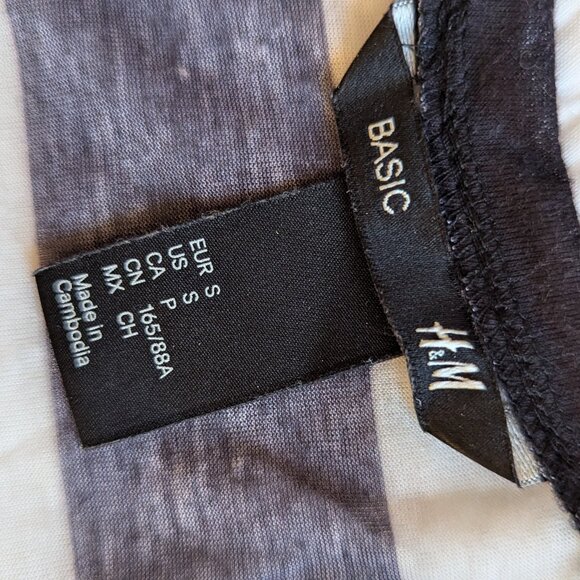 BASIC
H&M
EUR S
US S
CA P
CN 165/88A
MX CH
Made in
Cambodia